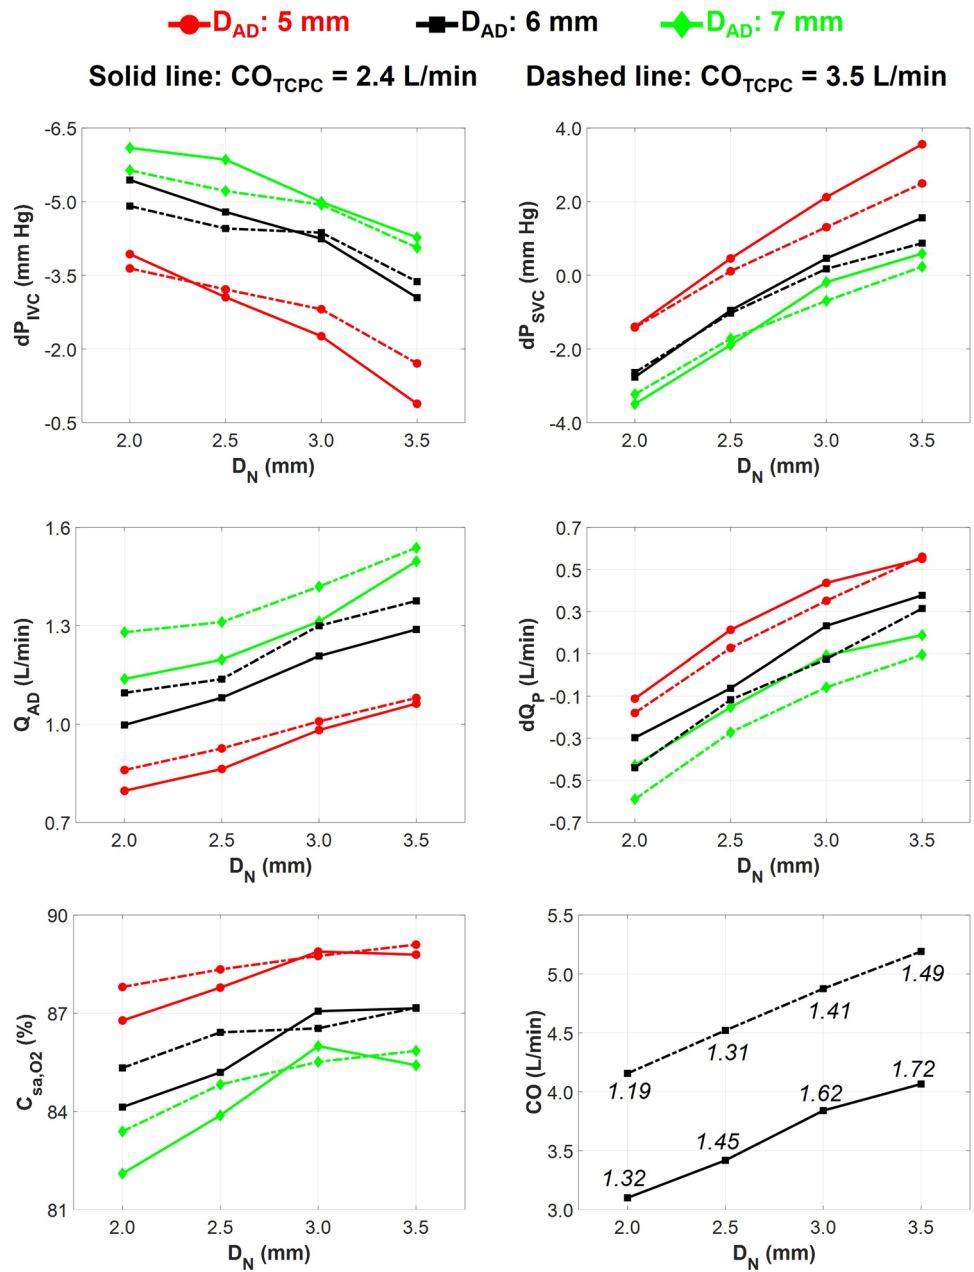 D_AD: 5 mm D_AD: 6 mm D_AD: 7 mm
Solid line: CO_TCPC = 2.4 L/min Dashed line: CO_TCPC = 3.5 L/min
-6.5
-5.0
-3.5
-2.0
-0.5
dP_IVC (mm Hg)
2.0 2.5 3.0 3.5
D_N (mm)
4.0
2.0
0.0
-2.0
-4.0
dP_SVC (mm Hg)
2.0 2.5 3.0 3.5
D_N (mm)
1.6
1.3
1.0
0.7
Q_AD (L/min)
2.0 2.5 3.0 3.5
D_N (mm)
0.7
0.5
0.3
0.1
-0.1
-0.3
-0.5
-0.7
dQ_P (L/min)
2.0 2.5 3.0 3.5
D_N (mm)
90
87
84
81
C_sa,O2 (%)
2.0 2.5 3.0 3.5
D_N (mm)
5.5
5.0
4.5
4.0
3.5
3.0
CO (L/min)
1.19 1.31 1.41 1.49
1.32 1.45 1.62 1.72
2.0 2.5 3.0 3.5
D_N (mm)